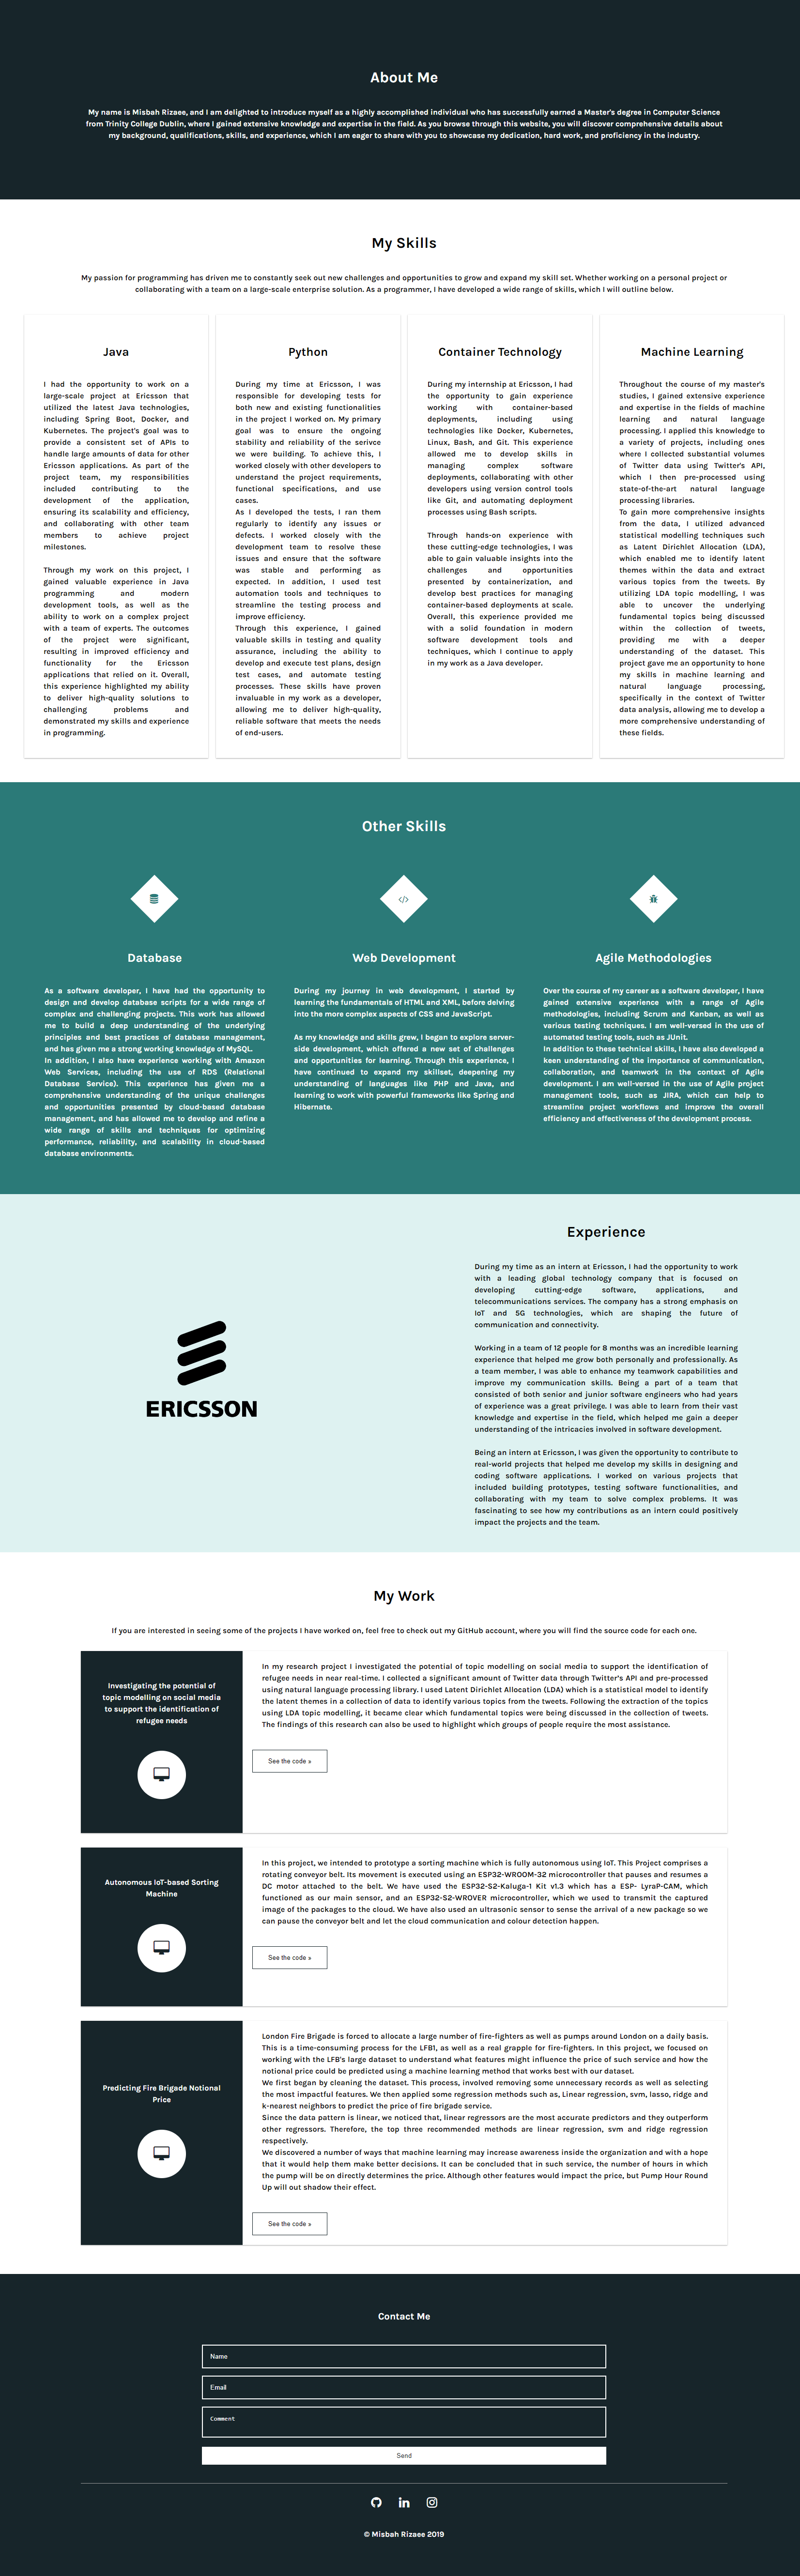 About Me
My name is Misbah Rizaee, and I am delighted to introduce myself as a highly accomplished individual who has successfully earned a Master's degree in Computer Science
from Trinity College Dublin, where I gained extensive knowledge and expertise in the field. As you browse through this website, you will discover comprehensive details about
my background, qualifications, skills, and experience, which I am eager to share with you to showcase my dedication, hard work, and proficiency in the industry.
My Skills
My passion for programming has driven me to constantly seek out new challenges and opportunities to grow and expand my skill set. Whether working on a personal project or
collaborating with a team on a large-scale enterprise solution. As a programmer, I have developed a wide range of skills, which I will outline below.
Java
I had the opportunity to work on a
large-scale project at Ericsson that
utilized the latest Java technologies,
including Spring Boot, Docker, and
Kubernetes. The project's goal was to
provide a consistent set of APIs to
handle large amounts of data for other
Ericsson applications. As part of the
project team, my responsibilities
included contributing to the
development of the application,
ensuring its scalability and efficiency,
and collaborating with other team
members to achieve project
milestones.
Through my work on this project, I
gained valuable experience in Java
programming and modern
development tools, as well as the
ability to work on a complex project
with a team of experts. The outcomes
of the project were significant,
resulting in improved efficiency and
functionality for the Ericsson
applications that relied on it. Overall,
this experience highlighted my ability
to deliver high-quality solutions to
challenging problems and
demonstrated my skills and experience
in programming.
Python
During my time at Ericsson, I was
responsible for developing tests for
both new and existing functionalities
in the project I worked on. My primary
goal was to ensure the ongoing
stability and reliability of the serivce
we were building. To achieve this, I
worked closely with other developers to
understand the project requirements,
functional specifications, and use
cases.
As I developed the tests, I ran them
regularly to identify any issues or
defects. I worked closely with the
development team to resolve these
issues and ensure that the software
was stable and performing as
expected. In addition, I used test
automation tools and techniques to
streamline the testing process and
improve efficiency.
Through this experience, I gained
valuable skills in testing and quality
assurance, including the ability to
develop and execute test plans, design
test cases, and automate testing
processes. These skills have proven
invaluable in my work as a developer,
allowing me to deliver high-quality,
reliable software that meets the needs
of end-users.
Container Technology
During my internship at Ericsson, I had
the opportunity to gain experience
working with container-based
deployments, including using
technologies like Docker, Kubernetes,
Linux, Bash, and Git. This experience
allowed me to develop skills in
managing complex software
deployments, collaborating with other
developers using version control tools
like Git, and automating deployment
processes using Bash scripts.
Through hands-on experience with
these cutting-edge technologies, I was
able to gain valuable insights into the
challenges and opportunities
presented by containerization, and
develop best practices for managing
container-based deployments at scale.
Overall, this experience provided me
with a solid foundation in modern
software development tools and
techniques, which I continue to apply
in my work as a Java developer.
Machine Learning
Throughout the course of my master's
studies, I gained extensive experience
and expertise in the fields of machine
learning and natural language
processing. I applied this knowledge to
a variety of projects, including ones
where I collected substantial volumes
of Twitter data using Twitter's API,
which I then pre-processed using
state-of-the-art natural language
processing libraries.
To gain more comprehensive insights
from the data, I utilized advanced
statistical modelling techniques such
as Latent Dirichlet Allocation (LDA),
which enabled me to identify latent
themes within the data and extract
various topics from the tweets. By
utilizing LDA topic modelling, I was
able to uncover the underlying
fundamental topics being discussed
within the collection of tweets,
providing me with a deeper
understanding of the dataset. This
project gave me an opportunity to hone
my skills in machine learning and
natural language processing,
specifically in the context of Twitter
data analysis, allowing me to develop a
more comprehensive understanding of
these fields.
Other Skills
Database
As a software developer, I have had the opportunity to
design and develop database scripts for a wide range of
complex and challenging projects. This work has allowed
me to build a deep understanding of the underlying
principles and best practices of database management,
and has given me a strong working knowledge of MySQL.
In addition, I also have experience working with Amazon
Web Services, including the use of RDS (Relational
Database Service). This experience has given me a
comprehensive understanding of the unique challenges
and opportunities presented by cloud-based database
management, and has allowed me to develop and refine a
wide range of skills and techniques for optimizing
performance, reliability, and scalability in cloud-based
database environments.
Web Development
During my journey in web development, I started by
learning the fundamentals of HTML and XML, before delving
into the more complex aspects of CSS and JavaScript.
As my knowledge and skills grew, I began to explore server-
side development, which offered a new set of challenges
and opportunities for learning. Through this experience, I
have continued to expand my skillset, deepening my
understanding of languages like PHP and Java, and
learning to work with powerful frameworks like Spring and
Hibernate.
Agile Methodologies
Over the course of my career as a software developer, I have
gained extensive experience with a range of Agile
methodologies, including Scrum and Kanban, as well as
various testing techniques. I am well-versed in the use of
automated testing tools, such as JUnit.
In addition to these technical skills, I have also developed a
keen understanding of the importance of communication,
collaboration, and teamwork in the context of Agile
development. I am well-versed in the use of Agile project
management tools, such as JIRA, which can help to
streamline project workflows and improve the overall
efficiency and effectiveness of the development process.
ERICSSON
Experience
During my time as an intern at Ericsson, I had the opportunity to work
with a leading global technology company that is focused on
developing cutting-edge software, applications, and
telecommunications services. The company has a strong emphasis on
IoT and 5G technologies, which are shaping the future of
communication and connectivity.
Working in a team of 12 people for 8 months was an incredible learning
experience that helped me grow both personally and professionally. As
a team member, I was able to enhance my teamwork capabilities and
improve my communication skills. Being a part of a team that
consisted of both senior and junior software engineers who had years
of experience was a great privilege. I was able to learn from their vast
knowledge and expertise in the field, which helped me gain a deeper
understanding of the intricacies involved in software development.
Being an intern at Ericsson, I was given the opportunity to contribute to
real-world projects that helped me develop my skills in designing and
coding software applications. I worked on various projects that
included building prototypes, testing software functionalities, and
collaborating with my team to solve complex problems. It was
fascinating to see how my contributions as an intern could positively
impact the projects and the team.
My Work
If you are interested in seeing some of the projects I have worked on, feel free to check out my GitHub account, where you will find the source code for each one.
Investigating the potential of
topic modelling on social media
to support the identification of
refugee needs
In my research project I investigated the potential of topic modelling on social media to support the identification of
refugee needs in near real-time. I collected a significant amount of Twitter data through Twitter's API and pre-processed
using natural language processing library. I used Latent Dirichlet Allocation (LDA) which is a statistical model to identify
the latent themes in a collection of data to identify various topics from the tweets. Following the extraction of the topics
using LDA topic modelling, it became clear which fundamental topics were being discussed in the collection of tweets.
The findings of this research can also be used to highlight which groups of people require the most assistance.
See the code »
Autonomous IoT-based Sorting
Machine
In this project, we intended to prototype a sorting machine which is fully autonomous using IoT. This Project comprises a
rotating conveyor belt. Its movement is executed using an ESP32-WROOM-32 microcontroller that pauses and resumes a
DC motor attached to the belt. We have used the ESP32-S2-Kaluga-1 Kit v1.3 which has a ESP- LyraP-CAM, which
functioned as our main sensor, and an ESP32-S2-WROVER microcontroller, which we used to transmit the captured
image of the packages to the cloud. We have also used an ultrasonic sensor to sense the arrival of a new package so we
can pause the conveyor belt and let the cloud communication and colour detection happen.
See the code »
Predicting Fire Brigade Notional
Price
London Fire Brigade is forced to allocate a large number of fire-fighters as well as pumps around London on a daily basis.
This is a time-consuming process for the LFB1, as well as a real grapple for fire-fighters. In this project, we focused on
working with the LFB's large dataset to understand what features might influence the price of such service and how the
notional price could be predicted using a machine learning method that works best with our dataset.
We first began by cleaning the dataset. This process, involved removing some unnecessary records as well as selecting
the most impactful features. We then applied some regression methods such as, Linear regression, svm, lasso, ridge and
k-nearest neighbors to predict the price of fire brigade service.
Since the data pattern is linear, we noticed that, linear regressors are the most accurate predictors and they outperform
other regressors. Therefore, the top three recommended methods are linear regression, svm and ridge regression
respectively.
We discovered a number of ways that machine learning may increase awareness inside the organization and with a hope
that it would help them make better decisions. It can be concluded that in such service, the number of hours in which
the pump will be on directly determines the price. Although other features would impact the price, but Pump Hour Round
Up will out shadow their effect.
See the code »
Contact Me
Name
Email
Comment
Send
© Misbah Rizaee 2019